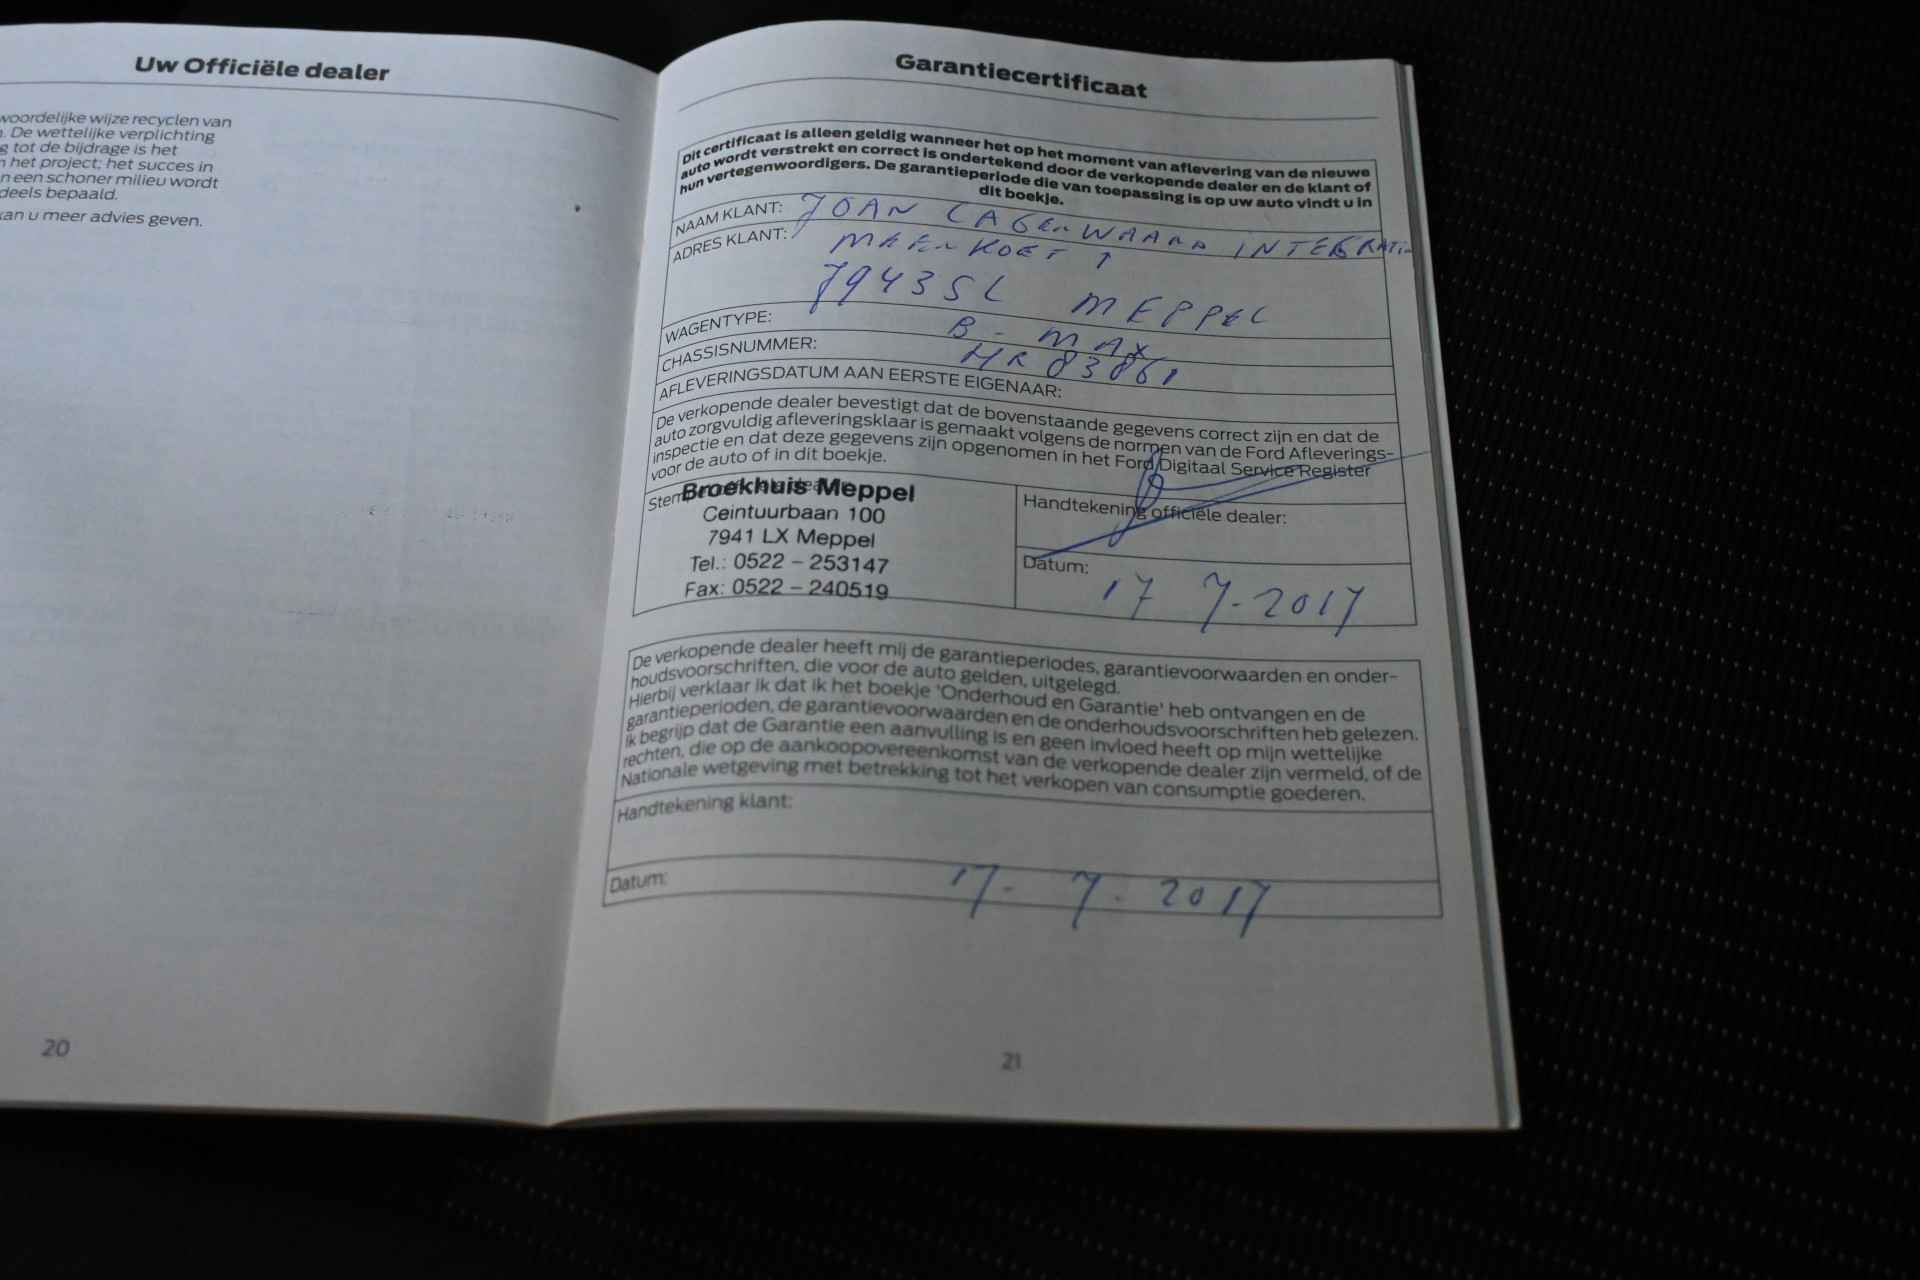 Uw Officiële dealer
woordelijke wijze recyclen van
. De wettelijke verplichting
g tot de bijdrage is het
n het project; het succes in
n een schoner milieu wordt
deels bepaald.
kan u meer advies geven.
20
Garantiecertificaat
Dit certificaat is alleen geldig wanneer het op het moment van aflevering van de nieuwe
auto wordt verstrekt en correct is ondertekend door de verkopende dealer en de klant of
hun vertegenwoordigers. De garantieperiode die van toepassing is op uw auto vindt u in
dit boekje.
NAAM KLANT: JOAN LAGENWAARD INTEGRATI
ADRES KLANT:
7943SL MEPPEL
WAGENTYPE: B-MAX
CHASSISNUMMER: HR83861
AFLEVERINGSDATUM AAN EERSTE EIGENAAR:
De verkopende dealer bevestigt dat de bovenstaande gegevens correct zijn en dat de
auto zorgvuldig afleveringsklaar is gemaakt volgens de normen van de Ford Afleverings-
inspectie en dat deze gegevens zijn opgenomen in het Ford Digitaal Service Register
voor de auto of in dit boekje.
Broekhuis Meppel
Ceintuurbaan 100
7941 LX Meppel
Tel.: 0522 – 253147
Fax: 0522 – 240519
Handtekening officiële dealer:
Datum: 17 7-2017
De verkopende dealer heeft mij de garantieperiodes, garantievoorwaarden en onder-
houdsvoorschriften, die voor de auto gelden, uitgelegd.
Hierbij verklaar ik dat ik het boekje 'Onderhoud en Garantie' heb ontvangen en de
garantieperioden, de garantievoorwaarden en de onderhoudsvoorschriften heb gelezen.
Ik begrijp dat de Garantie een aanvulling is en geen invloed heeft op mijn wettelijke
rechten, die op de aankoopovereenkomst van de verkopende dealer zijn vermeld, of de
Nationale wetgeving met betrekking tot het verkopen van consumptie goederen.
Handtekening klant:
Datum: 17-7-2017
21